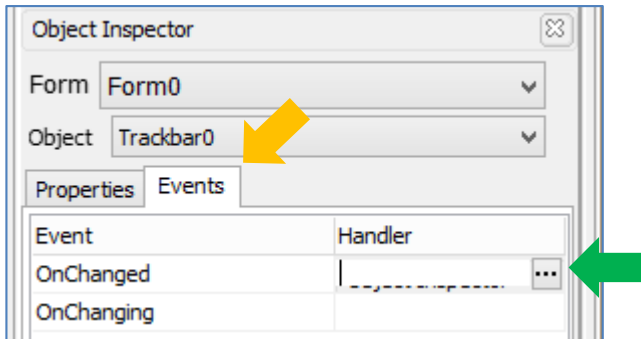 Object Inspector
Form Form0
Object Trackbar0
Properties Events
Event Handler
OnChanged ...
OnChanging